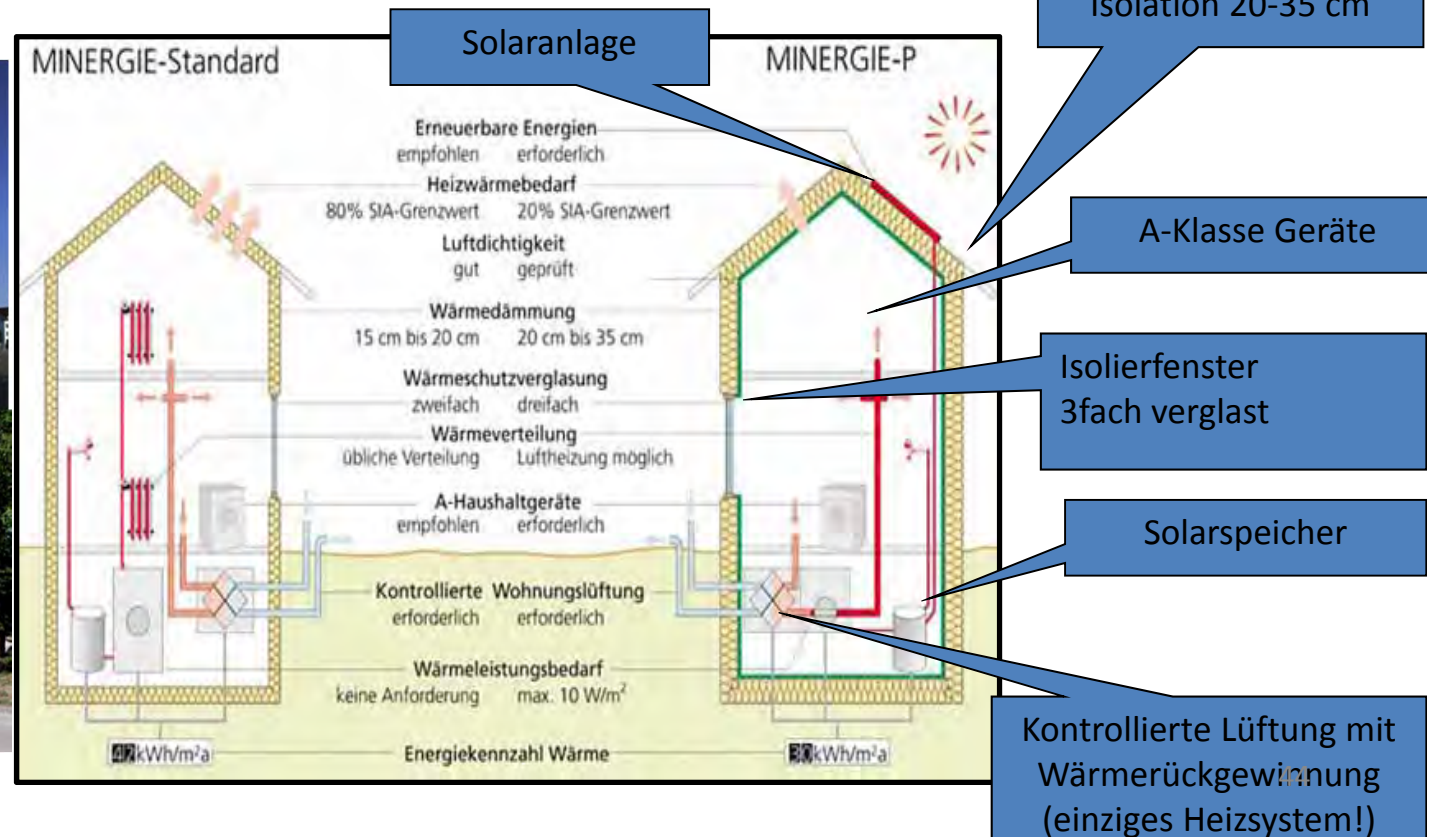 Isolation 20-35 cm
Solaranlage
MINERGIE-Standard
MINERGIE-P
Erneuerbare Energien
empfohlen erforderlich
Heizwärmebedarf
80% SIA-Grenzwert 20% SIA-Grenzwert
Luftdichtigkeit
gut geprüft
Wärmedämmung
15 cm bis 20 cm 20 cm bis 35 cm
Wärmeschutzverglasung
zweifach dreifach
Wärmeverteilung
übliche Verteilung Luftheizung möglich
A-Haushaltgeräte
empfohlen erforderlich
Kontrollierte Wohnungslüftung
erforderlich erforderlich
Wärmeleistungsbedarf
keine Anforderung max. 10 W/m²
42kWh/m²a Energiekennzahl Wärme 30kWh/m²a
A-Klasse Geräte
Isolierfenster
3fach verglast
Solarspeicher
Kontrollierte Lüftung mit
Wärmerückgewinnung
(einziges Heizsystem!)
44